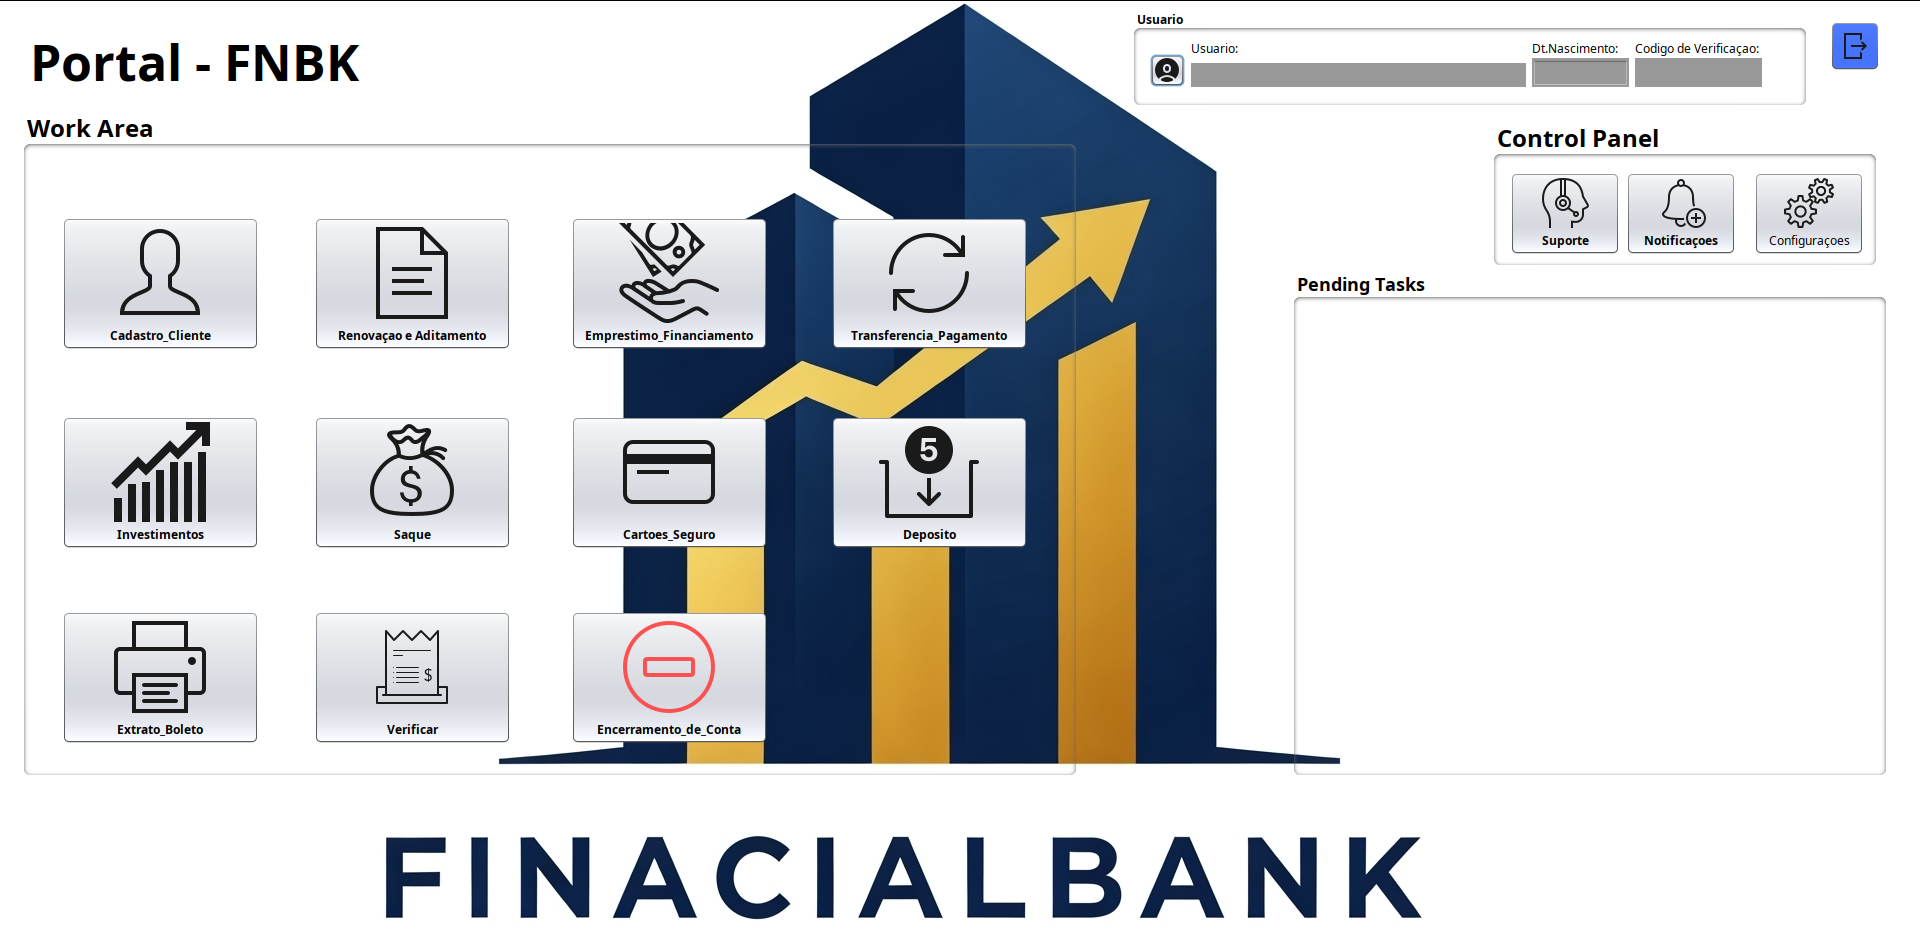 Portal - FNBK
Usuario
Usuario:
Dt.Nascimento:
Codigo de Verificaçao:
Work Area
Control Panel
Suporte
Notificaçoes
Configuraçoes
Pending Tasks
Cadastro_Cliente
Renovaçao e Aditamento
Emprestimo_Financiamento
Transferencia_Pagamento
$
5
Investimentos
Saque
Cartoes_Seguro
Deposito
$
Extrato_Boleto
Verificar
Encerramento_de_Conta
FINACIALBANK